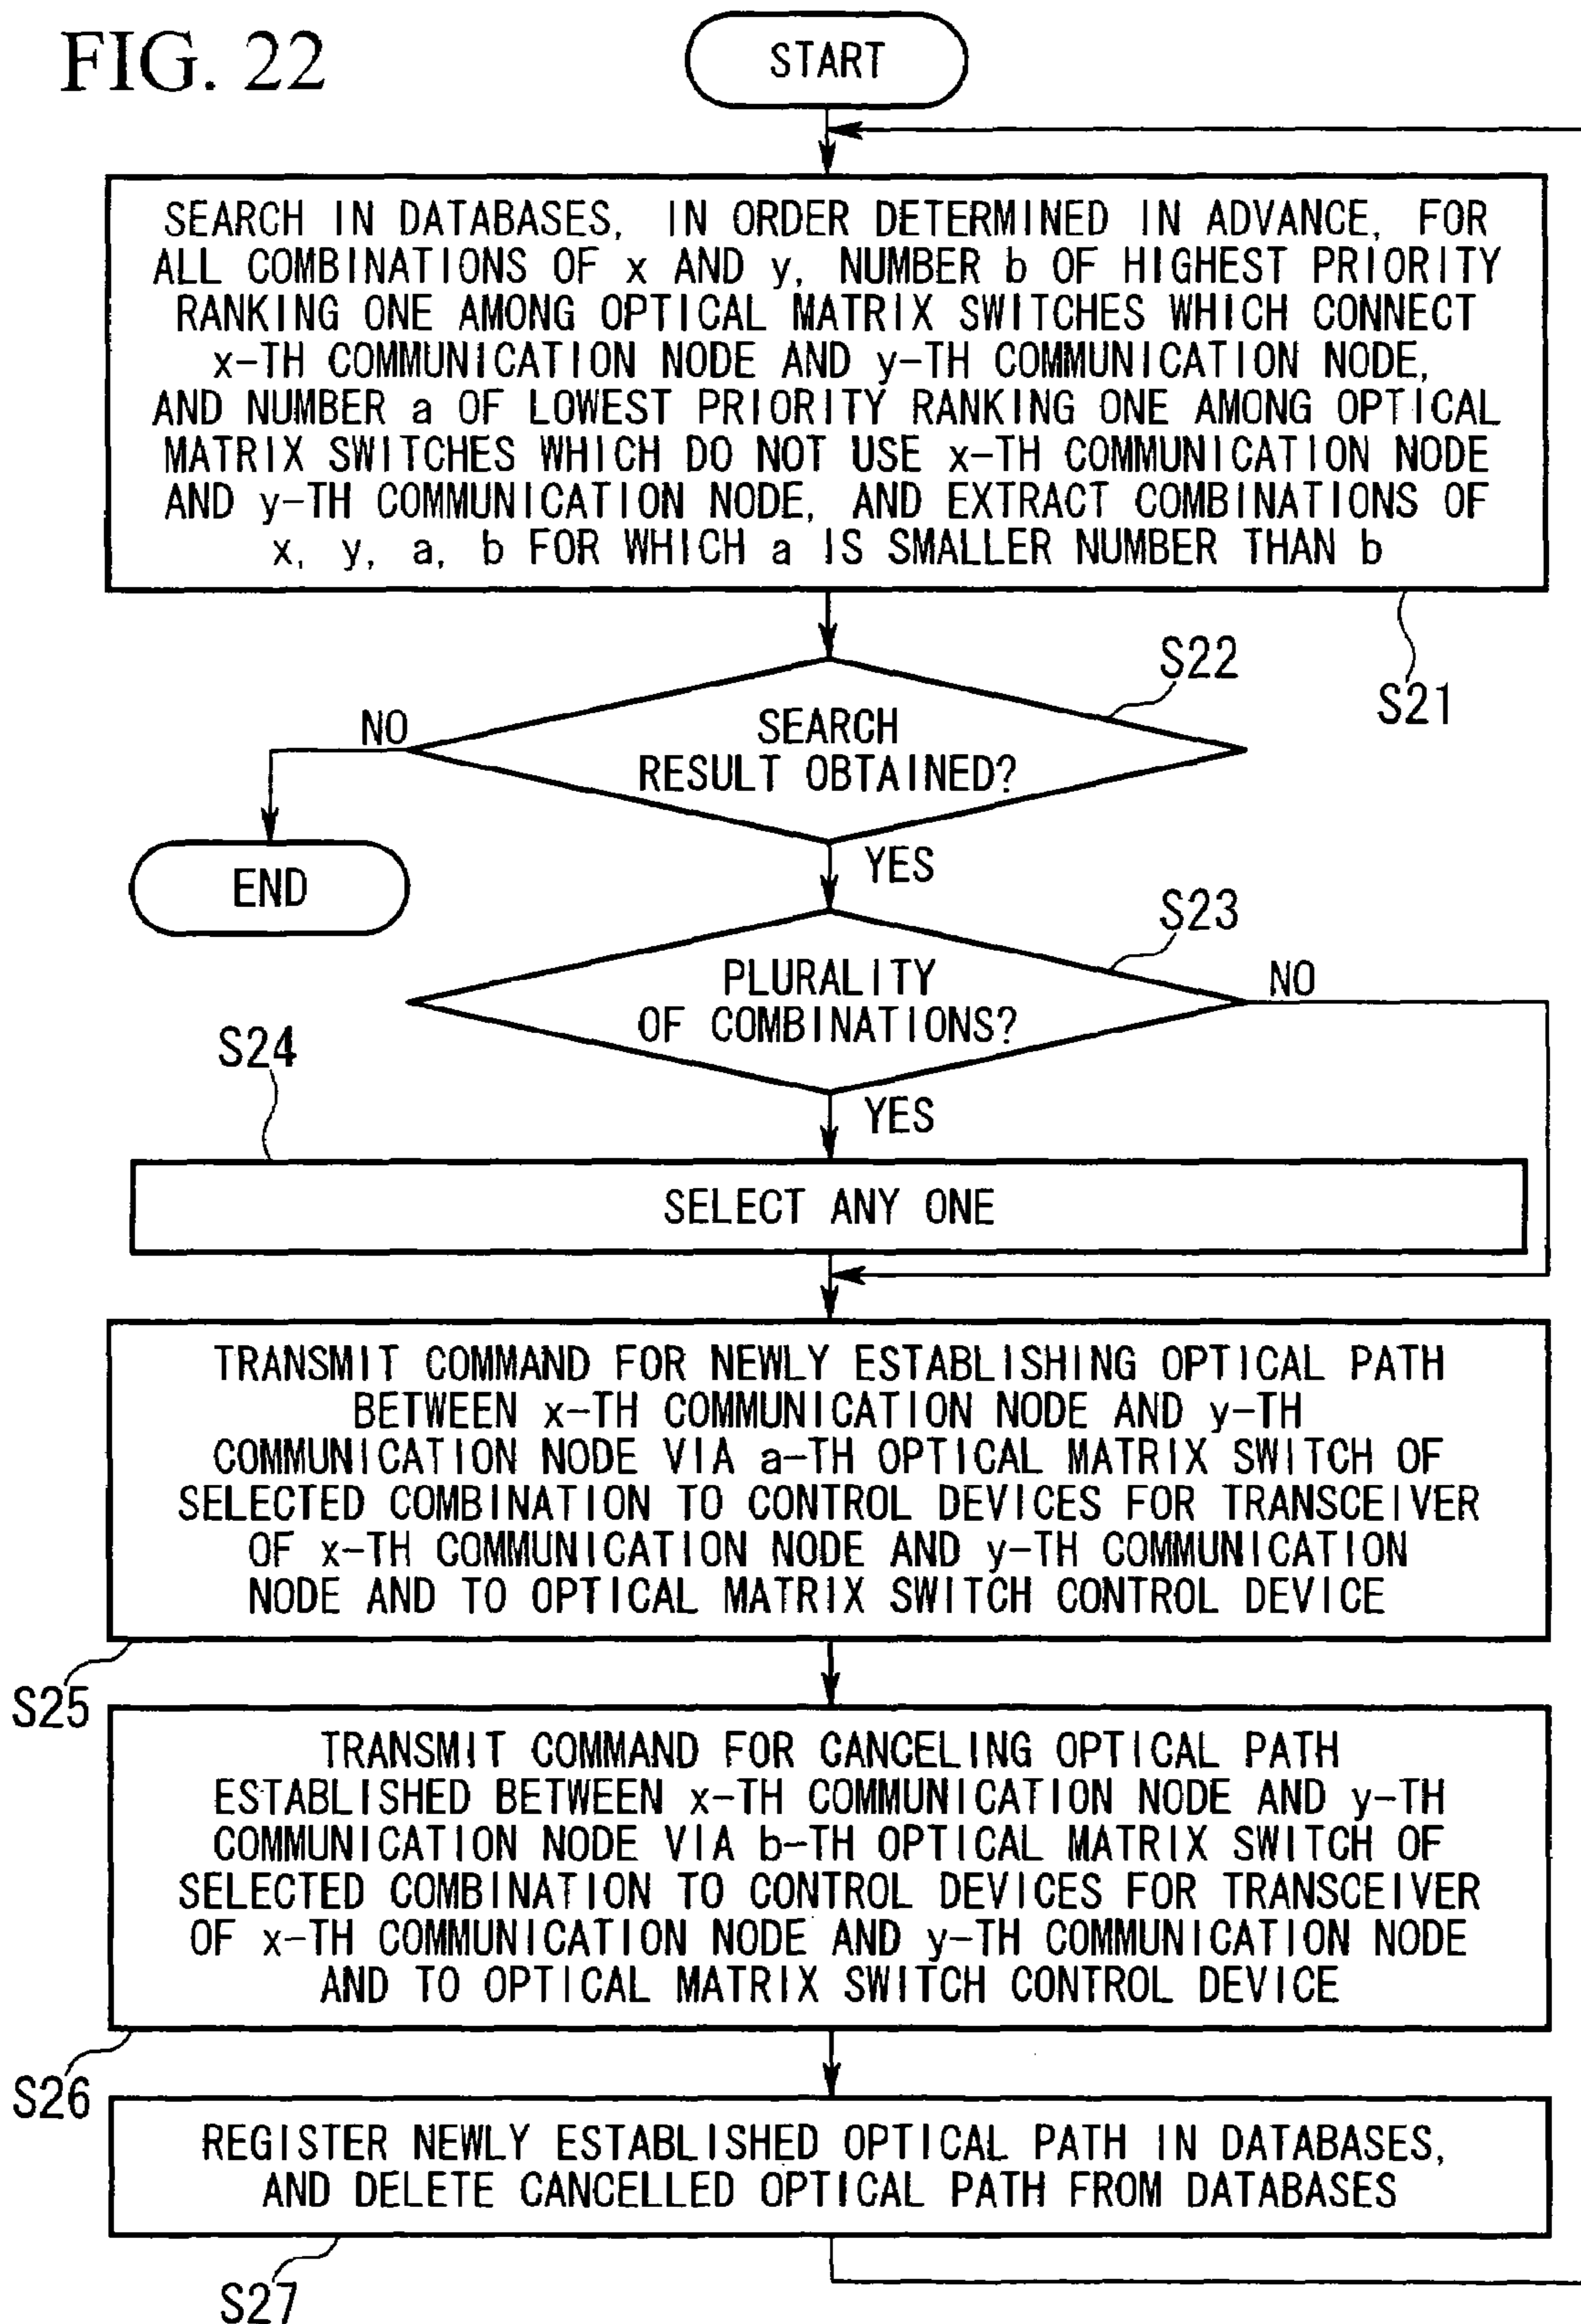 FIG. 22
START
SEARCH IN DATABASES, IN ORDER DETERMINED IN ADVANCE, FOR
ALL COMBINATIONS OF x AND y, NUMBER b OF HIGHEST PRIORITY
RANKING ONE AMONG OPTICAL MATRIX SWITCHES WHICH CONNECT
x-TH COMMUNICATION NODE AND y-TH COMMUNICATION NODE,
AND NUMBER a OF LOWEST PRIORITY RANKING ONE AMONG OPTICAL
MATRIX SWITCHES WHICH DO NOT USE x-TH COMMUNICATION NODE
AND y-TH COMMUNICATION NODE, AND EXTRACT COMBINATIONS OF
x, y, a, b FOR WHICH a IS SMALLER NUMBER THAN b
S21
S22
SEARCH
RESULT OBTAINED?
NO
END
YES
S23
PLURALITY
OF COMBINATIONS?
NO
S24
YES
SELECT ANY ONE
TRANSMIT COMMAND FOR NEWLY ESTABLISHING OPTICAL PATH
BETWEEN x-TH COMMUNICATION NODE AND y-TH
COMMUNICATION NODE VIA a-TH OPTICAL MATRIX SWITCH OF
SELECTED COMBINATION TO CONTROL DEVICES FOR TRANSCEIVER
OF x-TH COMMUNICATION NODE AND y-TH COMMUNICATION
NODE AND TO OPTICAL MATRIX SWITCH CONTROL DEVICE
S25
TRANSMIT COMMAND FOR CANCELING OPTICAL PATH
ESTABLISHED BETWEEN x-TH COMMUNICATION NODE AND y-TH
COMMUNICATION NODE VIA b-TH OPTICAL MATRIX SWITCH OF
SELECTED COMBINATION TO CONTROL DEVICES FOR TRANSCEIVER
OF x-TH COMMUNICATION NODE AND y-TH COMMUNICATION NODE
AND TO OPTICAL MATRIX SWITCH CONTROL DEVICE
S26
REGISTER NEWLY ESTABLISHED OPTICAL PATH IN DATABASES,
AND DELETE CANCELLED OPTICAL PATH FROM DATABASES
S27